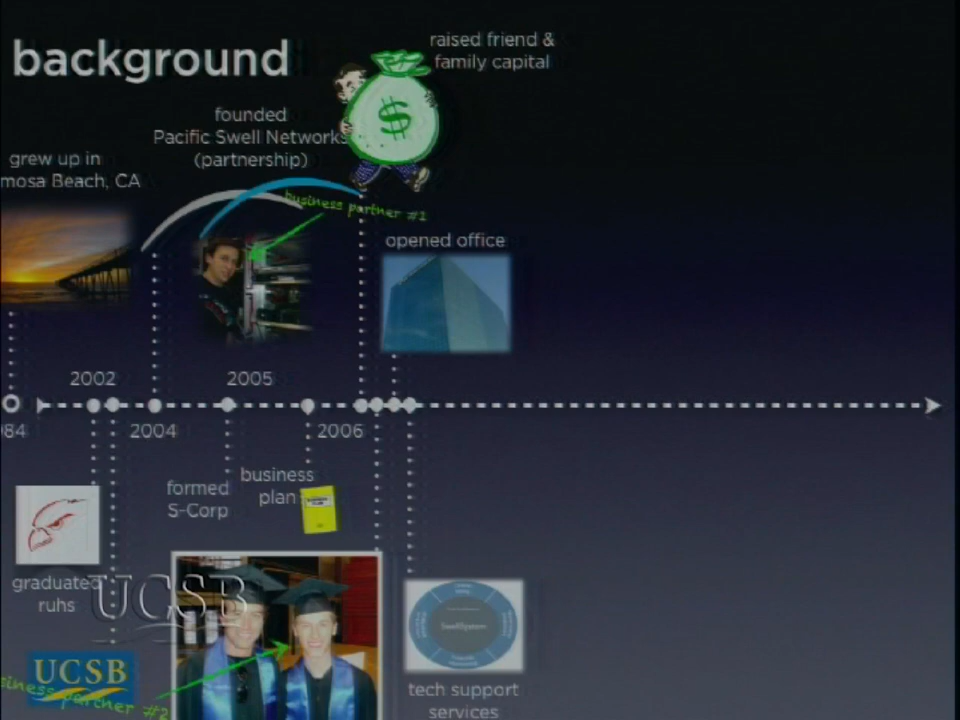 background
raised friend &
family capital
founded
Pacific Swell Networks
(partnership)
grew up in
mosa Beach, CA
$
business partner #1
opened office
2002
2005
84
2004
2006
business
plan
formed
S-Corp
graduated
ruhs
UCSB
UCSB
siness partner #2
tech support
services